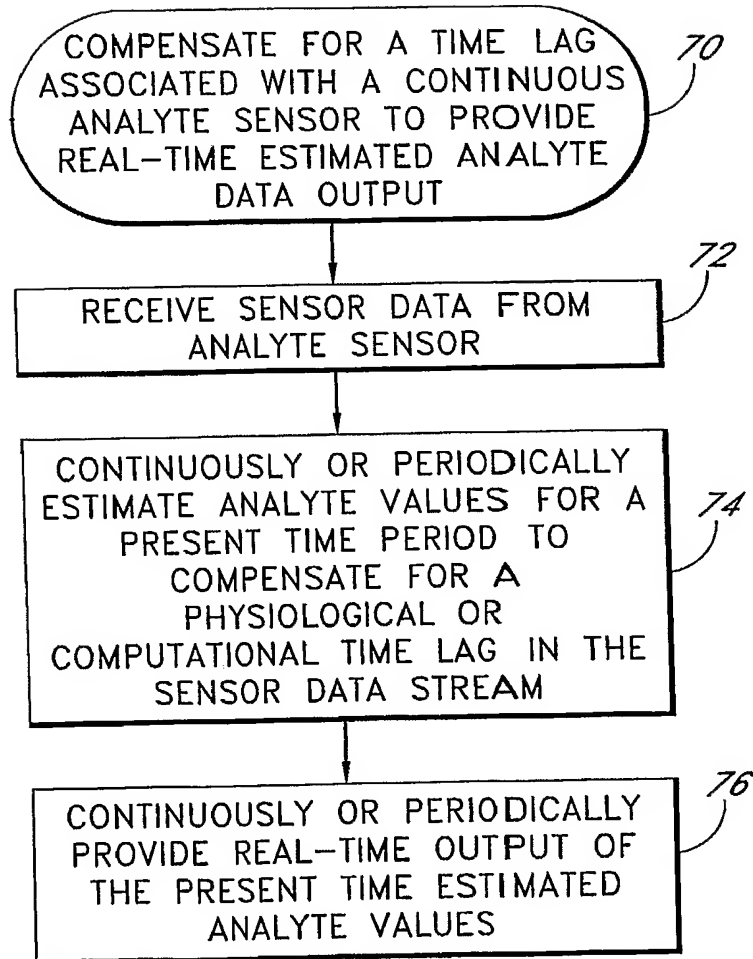 COMPENSATE FOR A TIME LAG
ASSOCIATED WITH A CONTINUOUS
ANALYTE SENSOR TO PROVIDE
REAL-TIME ESTIMATED ANALYTE
DATA OUTPUT
70
RECEIVE SENSOR DATA FROM
ANALYTE SENSOR
72
CONTINUOUSLY OR PERIODICALLY
ESTIMATE ANALYTE VALUES FOR A
PRESENT TIME PERIOD TO
COMPENSATE FOR A
PHYSIOLOGICAL OR
COMPUTATIONAL TIME LAG IN THE
SENSOR DATA STREAM
74
CONTINUOUSLY OR PERIODICALLY
PROVIDE REAL-TIME OUTPUT OF
THE PRESENT TIME ESTIMATED
ANALYTE VALUES
76